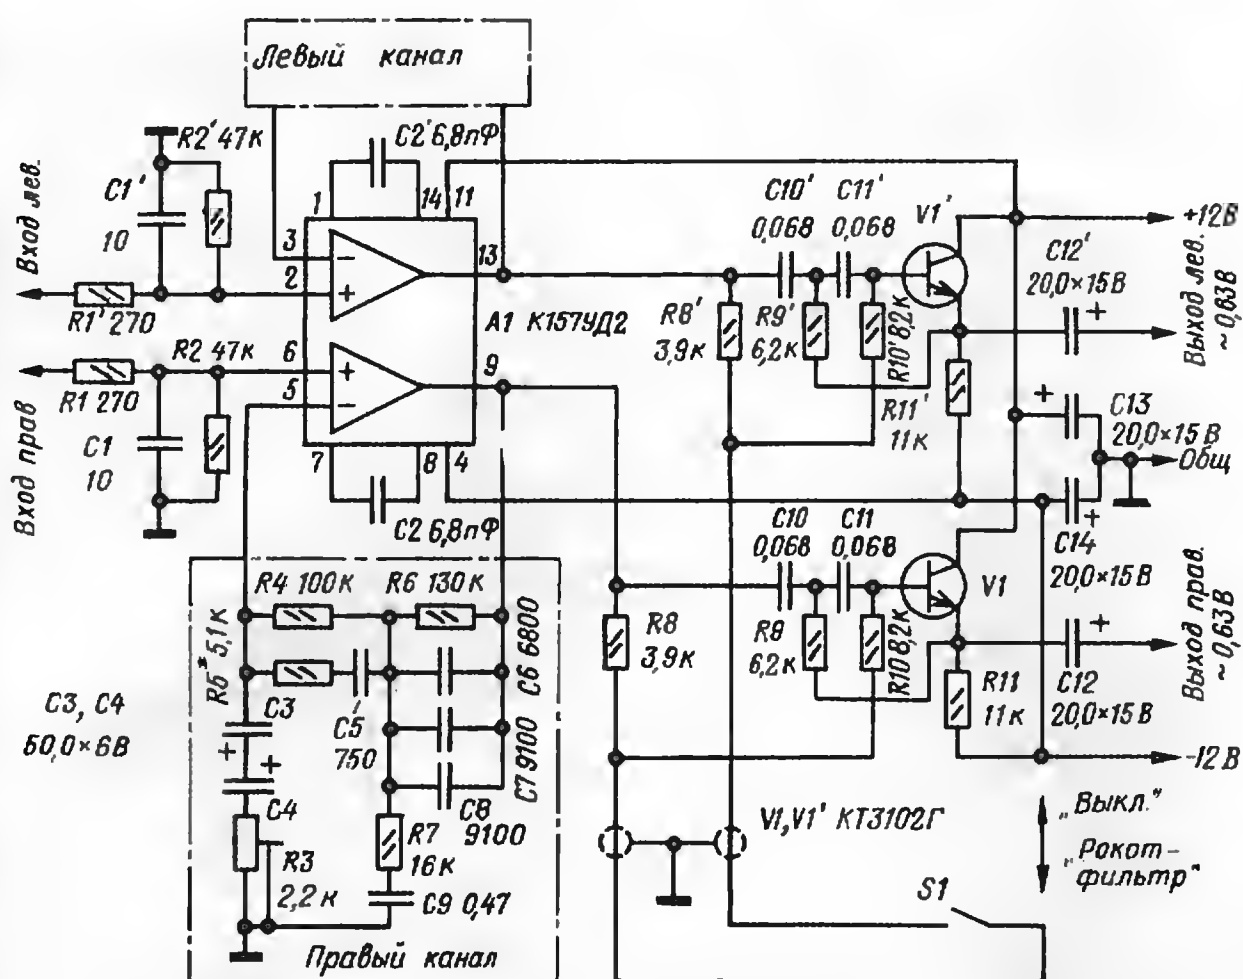 Левый канал
R2' 47к
C2' 6,8пФ
C1'
10
Вход лев.
1
14
11
3
2
13
R1' 270
A1 К157УД2
R2 47к
6
5
9
R1 270
Вход прав
C1
10
7
8
4
C2 6,8пФ
C10'
0,068
C11'
0,068
V1'
+12В
C12'
20,0×15В
Выход лев.
~0,63В
R8'
3,9к
R9'
6,2к
R10' 8,2к
R11'
11к
C13
20,0×15В
Общ
C14
20,0×15В
C10
0,068
C11
0,068
V1
R8
3,9к
R9
6,2к
R10 8,2к
R11
11к
C12
20,0×15В
Выход прав.
~0,63В
-12В
R4 100к
R6 130к
R5* 5,1к
C6 6800
C3
C5
750
C7 9100
C3, C4
50,0×6В
C4
C8
9100
R7
16к
R3
2,2к
C9 0,47
Правый канал
V1,V1' КТ3102Г
„Выкл."
„Рокот-
фильтр"
S1